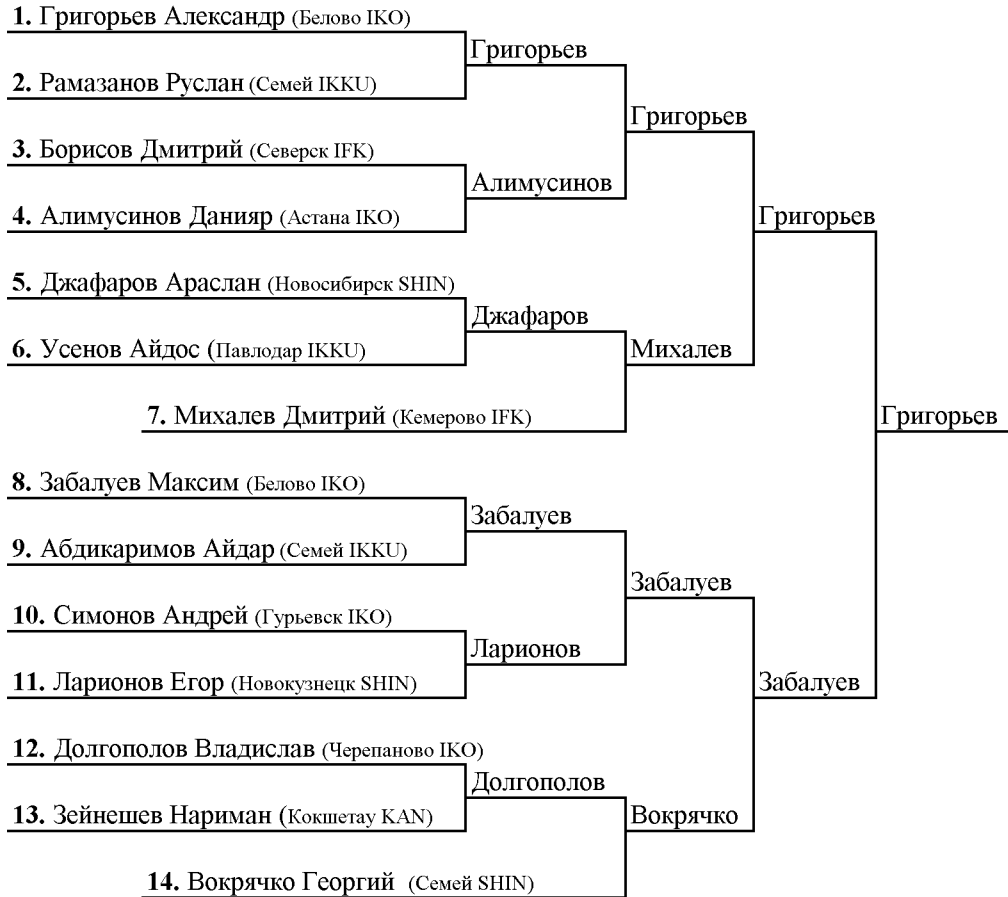 1. Григорьев Александр (Белово IKO)
Григорьев
2. Рамазанов Руслан (Семей IKKU)
Григорьев
3. Борисов Дмитрий (Северск IFK)
Алимусинов
4. Алимусинов Данияр (Астана IKO)
Григорьев
5. Джафаров Араслан (Новосибирск SHIN)
Джафаров
6. Усенов Айдос (Павлодар IKKU)
Михалев
7. Михалев Дмитрий (Кемерово IFK)
Григорьев
8. Забалуев Максим (Белово IKO)
Забалуев
9. Абдикаримов Айдар (Семей IKKU)
Забалуев
10. Симонов Андрей (Гурьевск IKO)
Ларионов
11. Ларионов Егор (Новокузнецк SHIN)
Забалуев
12. Долгополов Владислав (Черепаново IKO)
Долгополов
13. Зейнешев Нариман (Кокшетау KAN)
Вокрячко
14. Вокрячко Георгий (Семей SHIN)